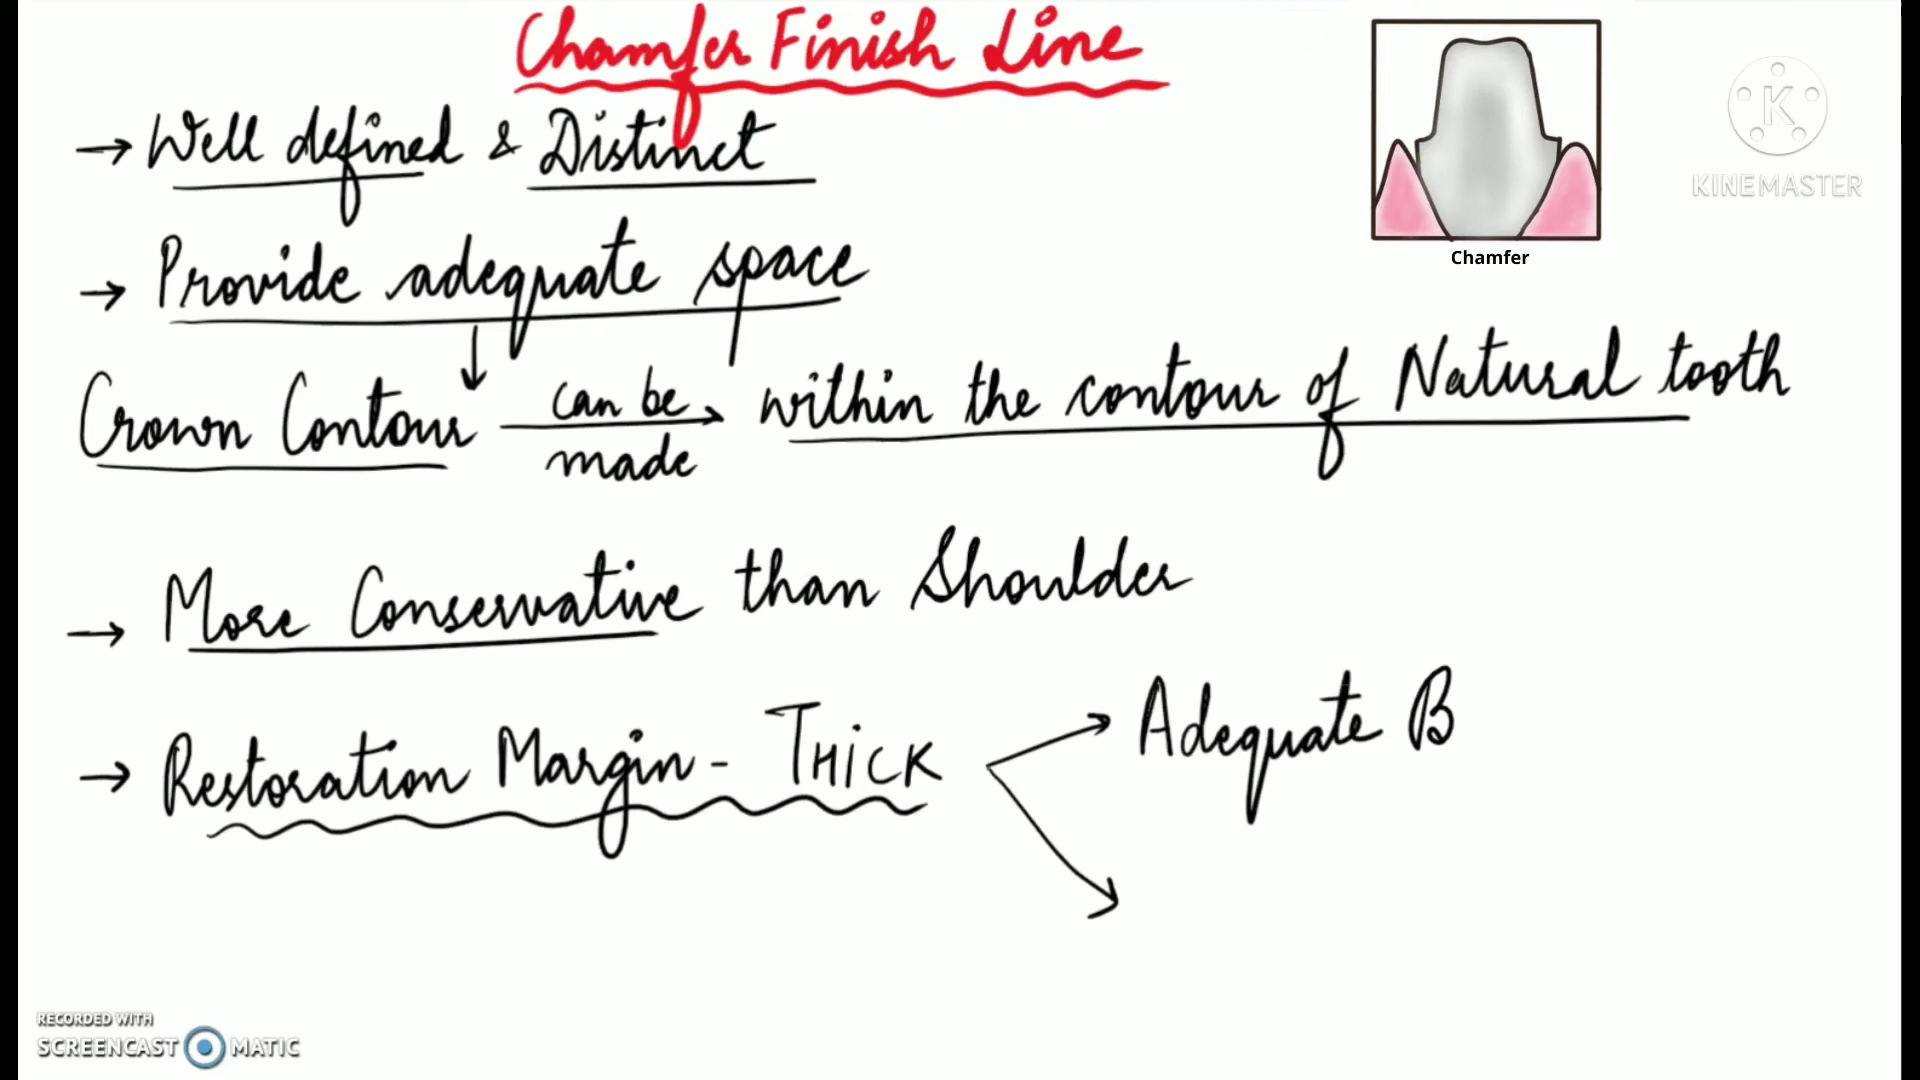 Chamfer Finish Line
→ Well defined & Distinct
→ Provide adequate space
↓
Crown Contour can be made → within the contour of Natural tooth
→ More Conservative than Shoulder
→ Restoration Margin - THICK → Adequate B
Chamfer
K
KINEMASTER
RECORDED WITH
SCREENCAST MATIC